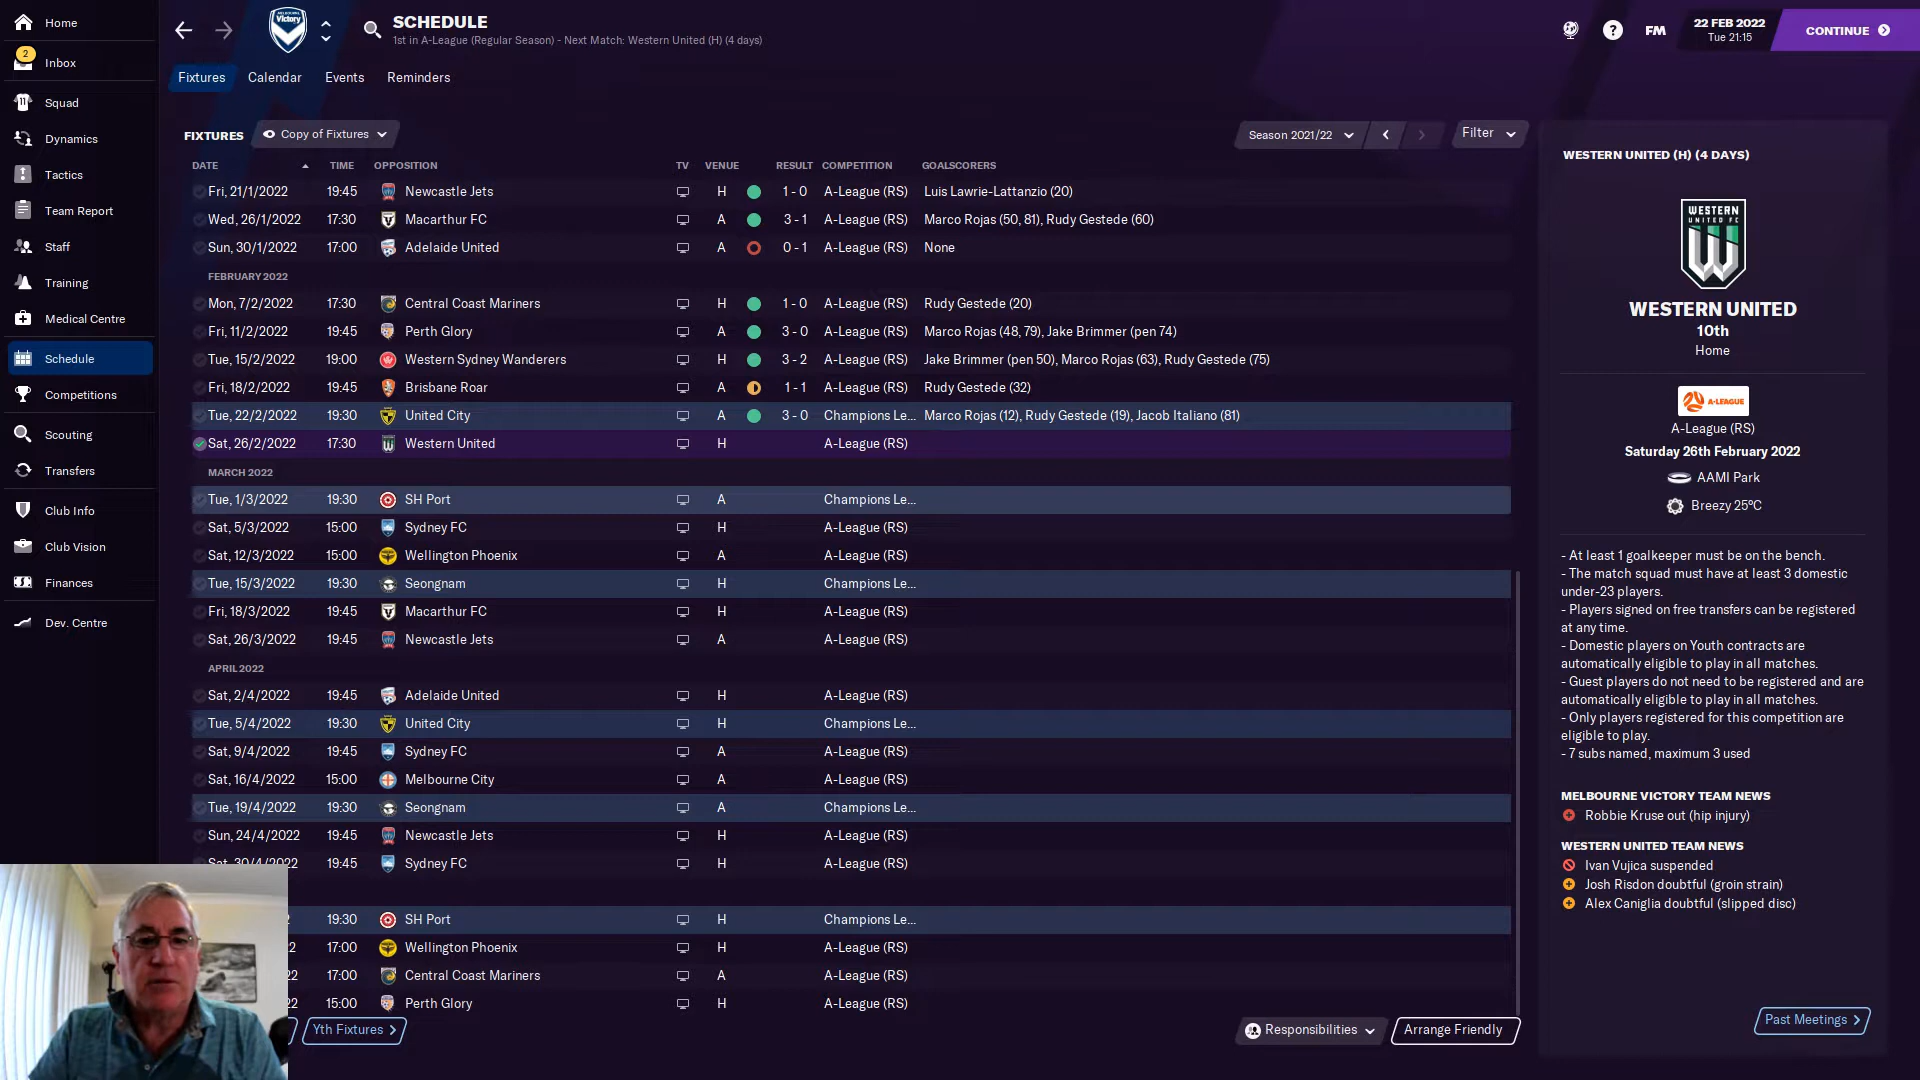 Home
2
Inbox
Squad
Dynamics
Tactics
Team Report
Staff
Training
Medical Centre
Schedule
Competitions
Scouting
Transfers
Club Info
Club Vision
Finances
Dev. Centre
Victory
SCHEDULE
1st in A-League (Regular Season) - Next Match: Western United (H) (4 days)
FM
22 FEB 2022
Tue 21:15
CONTINUE
Fixtures Calendar Events Reminders
FIXTURES Copy of Fixtures Season 2021/22 Filter
DATE TIME OPPOSITION TV VENUE RESULT COMPETITION GOALSCORERS
Fri, 21/1/2022 19:45 Newcastle Jets H 1 - 0 A-League (RS) Luis Lawrie-Lattanzio (20)
Wed, 26/1/2022 17:30 Macarthur FC A 3 - 1 A-League (RS) Marco Rojas (50, 81), Rudy Gestede (60)
Sun, 30/1/2022 17:00 Adelaide United A 0 - 1 A-League (RS) None
FEBRUARY 2022
Mon, 7/2/2022 17:30 Central Coast Mariners H 1 - 0 A-League (RS) Rudy Gestede (20)
Fri, 11/2/2022 19:45 Perth Glory A 3 - 0 A-League (RS) Marco Rojas (48, 79), Jake Brimmer (pen 74)
Tue, 15/2/2022 19:00 Western Sydney Wanderers H 3 - 2 A-League (RS) Jake Brimmer (pen 50), Marco Rojas (63), Rudy Gestede (75)
Fri, 18/2/2022 19:45 Brisbane Roar A 1 - 1 A-League (RS) Rudy Gestede (32)
Tue, 22/2/2022 19:30 United City A 3 - 0 Champions Le... Marco Rojas (12), Rudy Gestede (19), Jacob Italiano (81)
Sat, 26/2/2022 17:30 Western United H A-League (RS)
MARCH 2022
Tue, 1/3/2022 19:30 SH Port A Champions Le...
Sat, 5/3/2022 15:00 Sydney FC H A-League (RS)
Sat, 12/3/2022 15:00 Wellington Phoenix A A-League (RS)
Tue, 15/3/2022 19:30 Seongnam H Champions Le...
Fri, 18/3/2022 19:45 Macarthur FC H A-League (RS)
Sat, 26/3/2022 19:45 Newcastle Jets A A-League (RS)
APRIL 2022
Sat, 2/4/2022 19:45 Adelaide United H A-League (RS)
Tue, 5/4/2022 19:30 United City H Champions Le...
Sat, 9/4/2022 19:45 Sydney FC A A-League (RS)
Sat, 16/4/2022 15:00 Melbourne City A A-League (RS)
Tue, 19/4/2022 19:30 Seongnam A Champions Le...
Sun, 24/4/2022 19:45 Newcastle Jets H A-League (RS)
Sat, 30/4/2022 19:45 Sydney FC H A-League (RS)
2 19:30 SH Port H Champions Le...
2 17:00 Wellington Phoenix H A-League (RS)
22 17:00 Central Coast Mariners A A-League (RS)
22 15:00 Perth Glory H A-League (RS)
Yth Fixtures Responsibilities Arrange Friendly
WESTERN UNITED (H) (4 DAYS)
WESTERN
UNITED FC
WESTERN UNITED
10th
Home
A-LEAGUE
A-League (RS)
Saturday 26th February 2022
AAMI Park
Breezy 25ºC
- At least 1 goalkeeper must be on the bench.
- The match squad must have at least 3 domestic
under-23 players.
- Players signed on free transfers can be registered
at any time.
- Domestic players on Youth contracts are
automatically eligible to play in all matches.
- Guest players do not need to be registered and are
automatically eligible to play in all matches.
- Only players registered for this competition are
eligible to play.
- 7 subs named, maximum 3 used
MELBOURNE VICTORY TEAM NEWS
Robbie Kruse out (hip injury)
WESTERN UNITED TEAM NEWS
Ivan Vujica suspended
Josh Risdon doubtful (groin strain)
Alex Caniglia doubtful (slipped disc)
Past Meetings